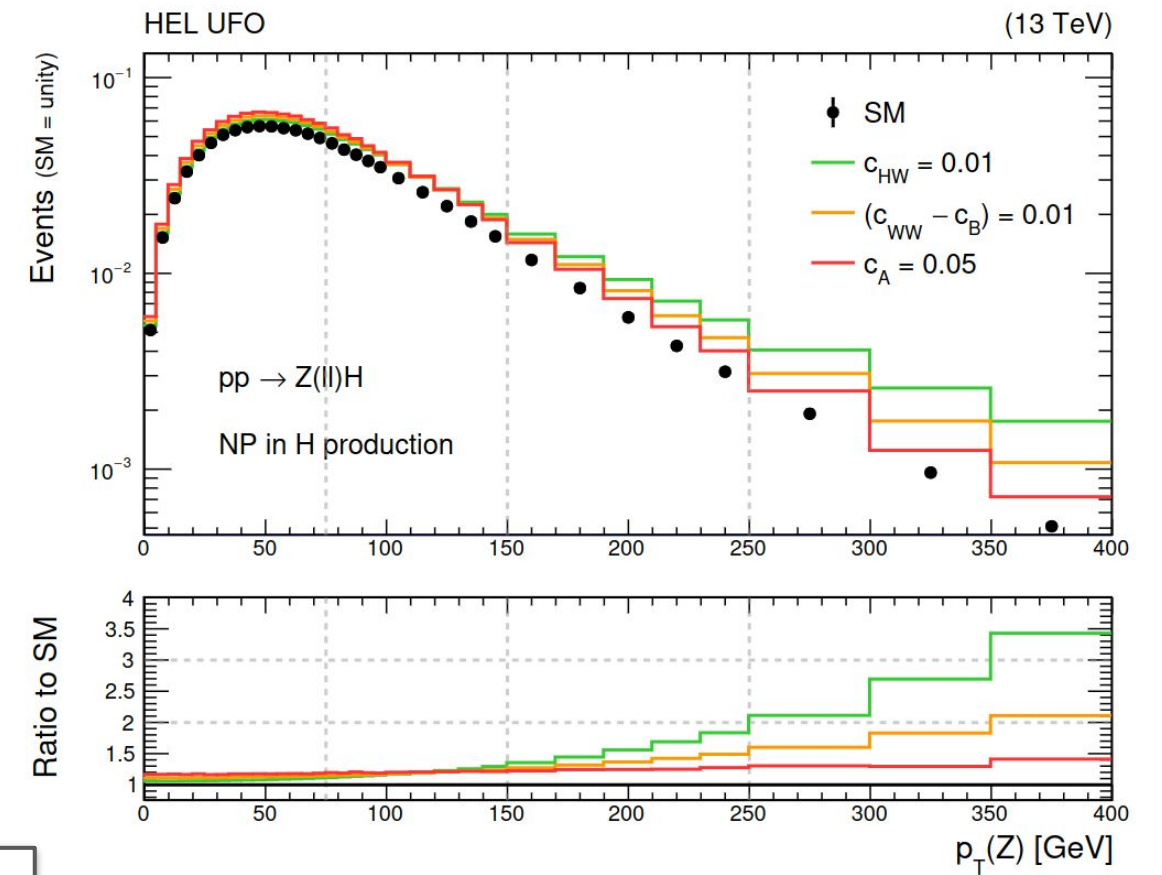 HEL UFO (13 TeV)
Events (SM = unity)
10⁻¹
10⁻²
10⁻³
SM
c_HW = 0.01
(c_WW − c_B) = 0.01
c_A = 0.05
pp → Z(ll)H
NP in H production
0 50 100 150 200 250 300 350 400
Ratio to SM
4
3.5
3
2.5
2
1.5
1
0 50 100 150 200 250 300 350 400
p_T(Z) [GeV]